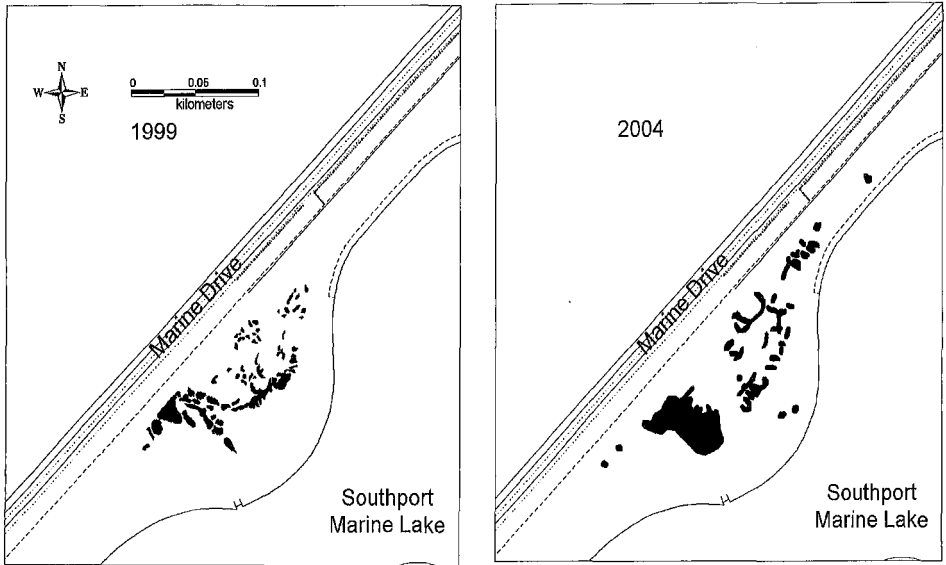 N
W E
S
0 0.05 0.1
kilometers
1999
Marine Drive
Southport
Marine Lake
2004
Marine Drive
Southport
Marine Lake